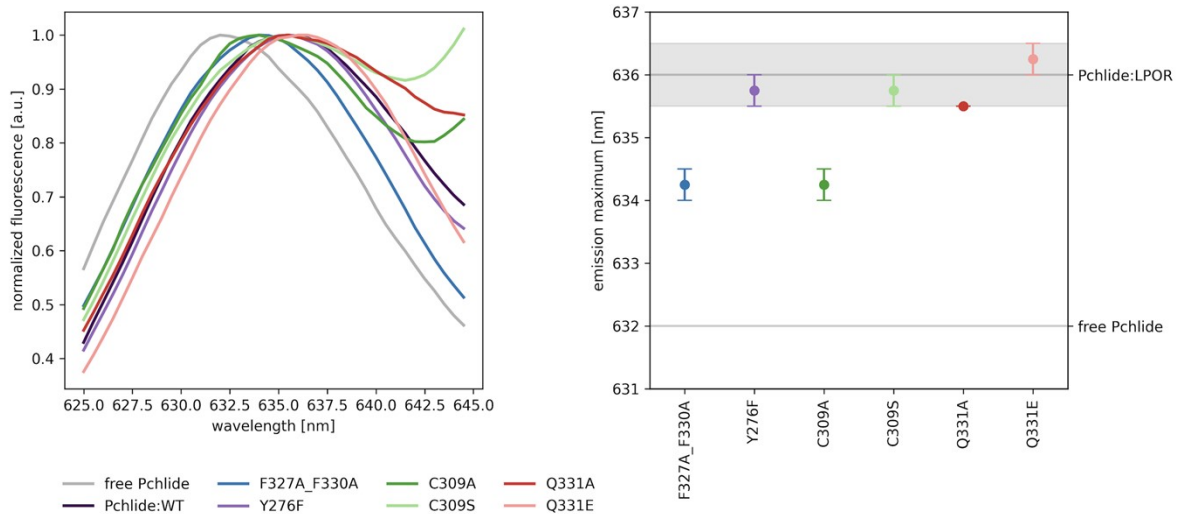 1.0
0.9
0.8
0.7
0.6
0.5
0.4
normalized fluorescence [a.u.]
625.0 627.5 630.0 632.5 635.0 637.5 640.0 642.5 645.0
wavelength [nm]
637
636
635
634
633
632
631
emission maximum [nm]
Pchlide:LPOR
free Pchlide
F327A_F330A
Y276F
C309A
C309S
Q331A
Q331E
free Pchlide F327A_F330A C309A Q331A
Pchlide:WT Y276F C309S Q331E